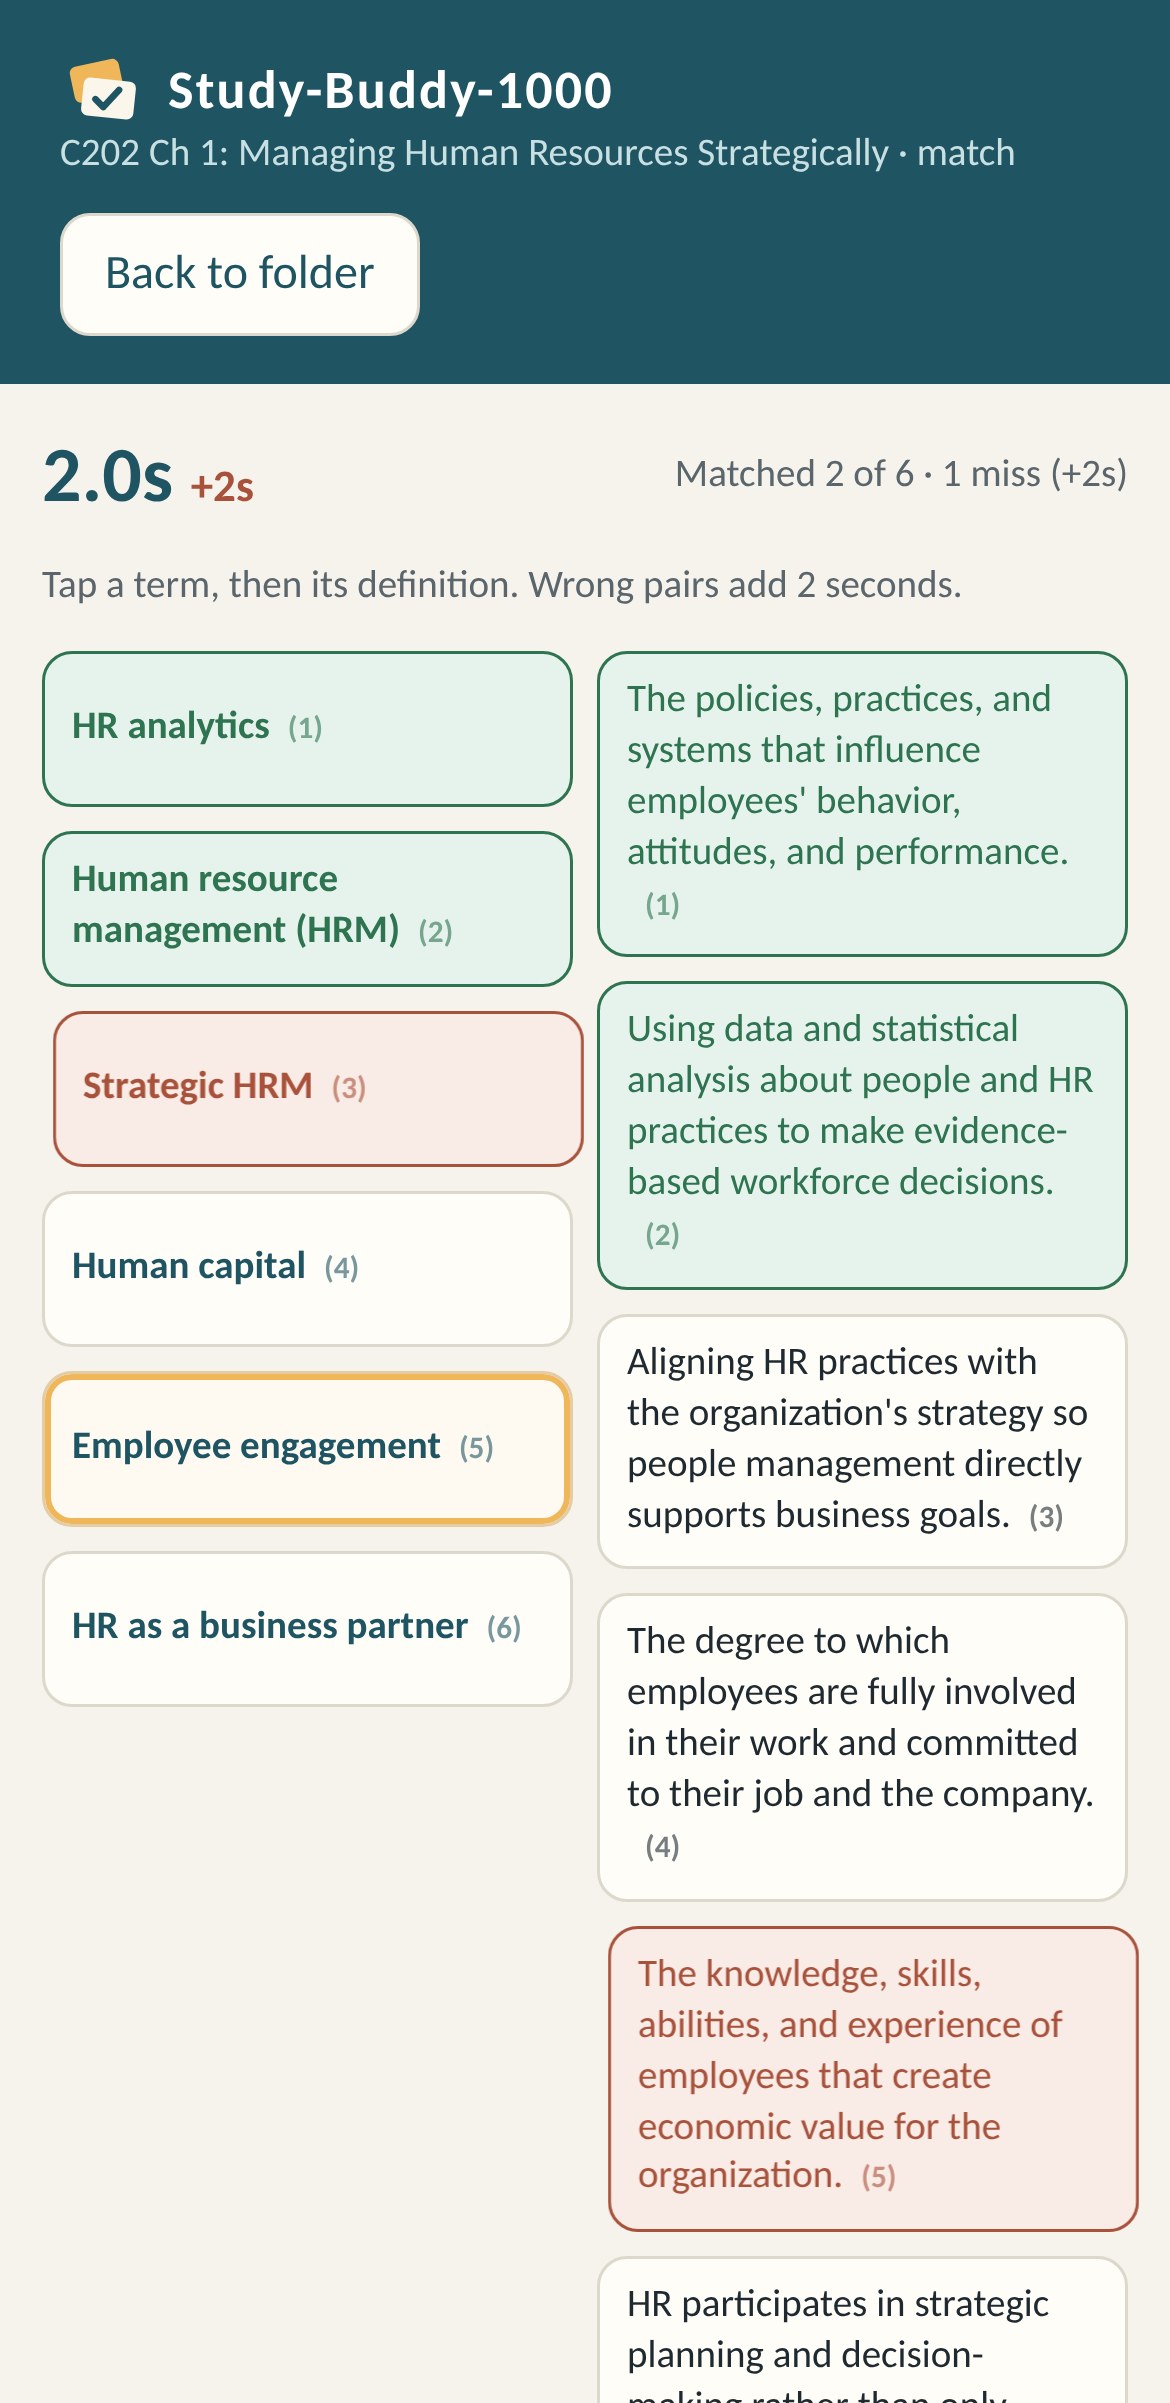 Study-Buddy-1000
C202 Ch 1: Managing Human Resources Strategically · match
Back to folder
2.0s +2s
Matched 2 of 6 · 1 miss (+2s)
Tap a term, then its definition. Wrong pairs add 2 seconds.
HR analytics (1)
Human resource
management (HRM) (2)
Strategic HRM (3)
Human capital (4)
Employee engagement (5)
HR as a business partner (6)
The policies, practices, and
systems that influence
employees' behavior,
attitudes, and performance.
(1)
Using data and statistical
analysis about people and HR
practices to make evidence-
based workforce decisions.
(2)
Aligning HR practices with
the organization's strategy so
people management directly
supports business goals. (3)
The degree to which
employees are fully involved
in their work and committed
to their job and the company.
(4)
The knowledge, skills,
abilities, and experience of
employees that create
economic value for the
organization. (5)
HR participates in strategic
planning and decision-
making rather than only